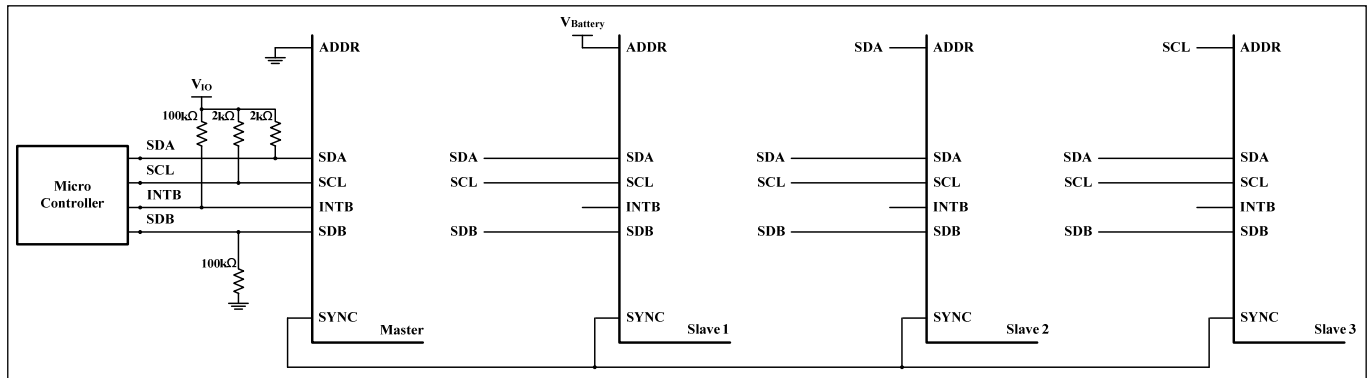 V_Battery
ADDR
ADDR
SDA
ADDR
SCL
ADDR
V_IO
100kΩ
2kΩ
2kΩ
SDA
SDA
SDA
SDA
SDA
SDA
SDA
SDA
SCL
SCL
SCL
SCL
SCL
SCL
SCL
SCL
Micro
Controller
INTB
INTB
INTB
INTB
INTB
SDB
SDB
SDB
SDB
SDB
SDB
SDB
SDB
100kΩ
SYNC
SYNC
SYNC
SYNC
Master
Slave 1
Slave 2
Slave 3